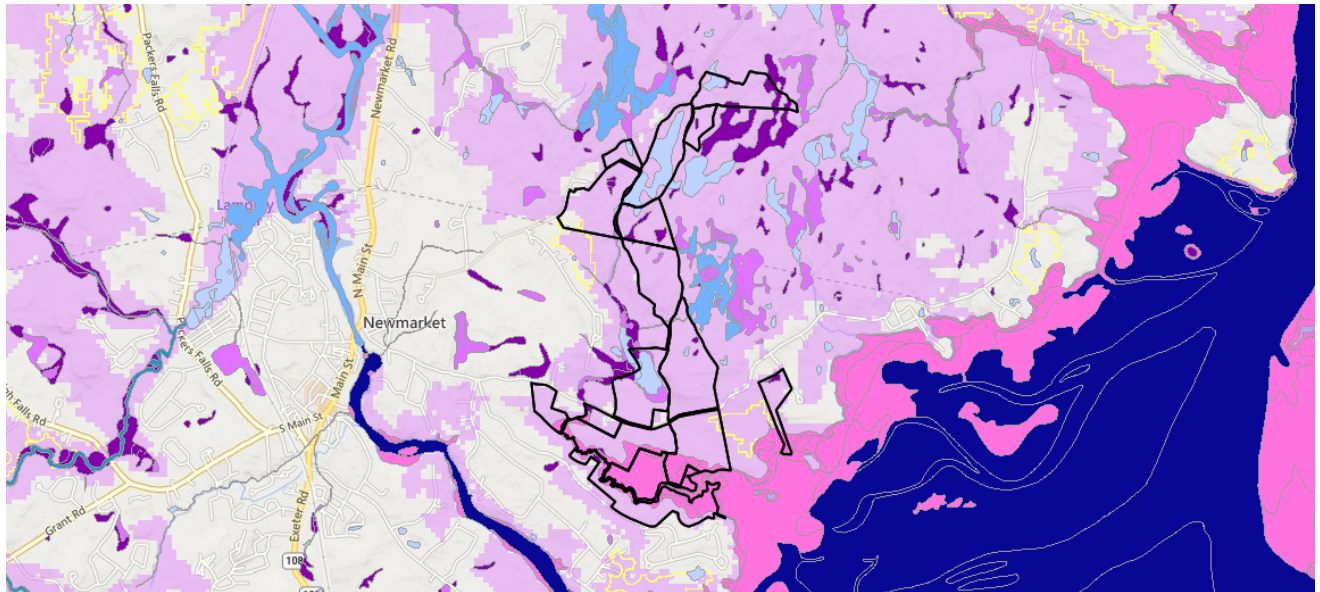 Packers Falls Rd
Newmarket Rd
N Main St
Newmarket
Packers Falls Rd
Main St
S Main St
Grant Rd
Exeter Rd
108